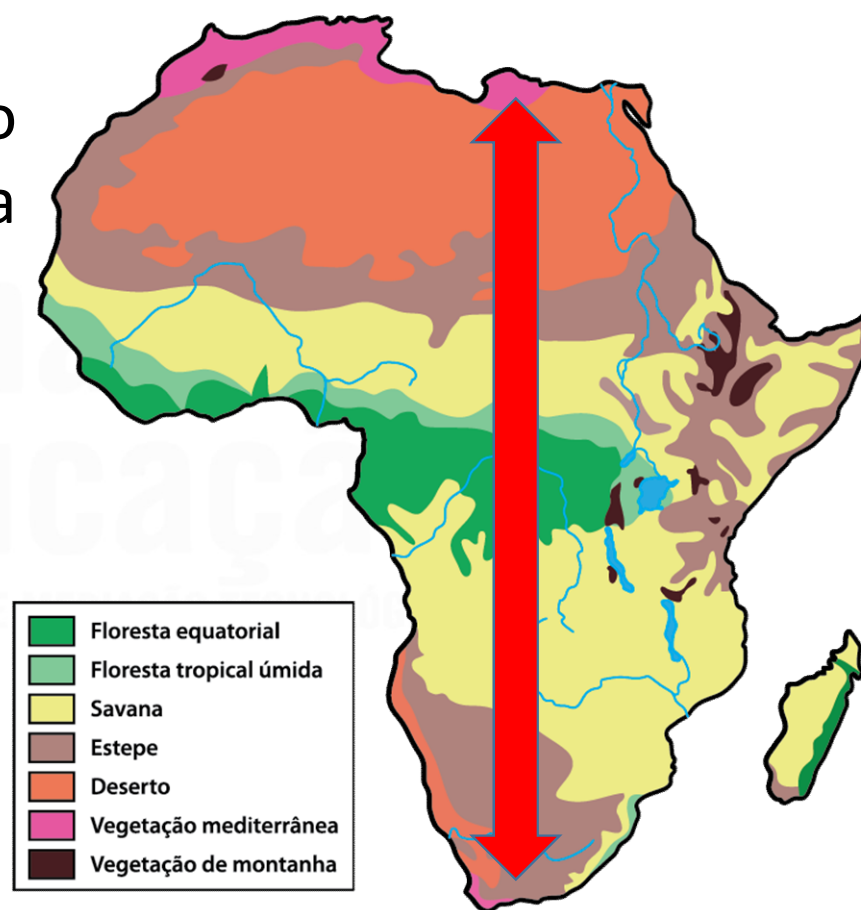 o
a
Floresta equatorial
Floresta tropical úmida
Savana
Estepe
Deserto
Vegetação mediterrânea
Vegetação de montanha